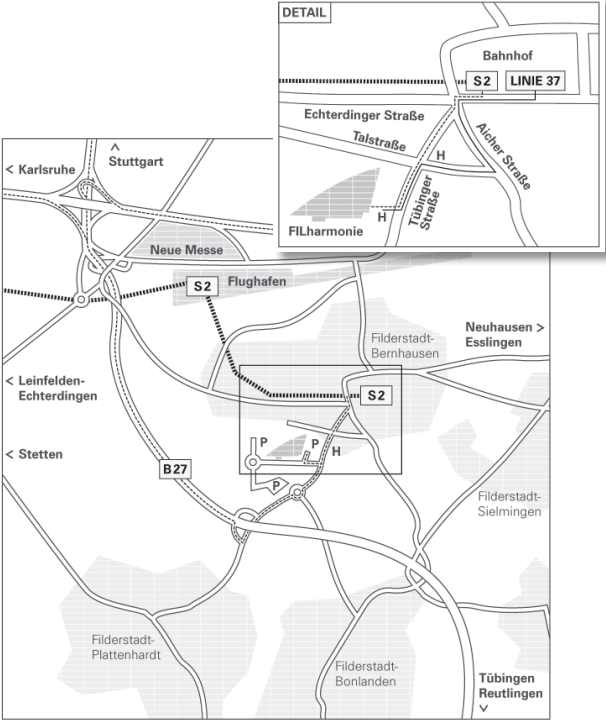 DETAIL
Bahnhof
S2
LINIE 37
Echterdinger Straße
Talstraße
H
Aicher Straße
Tübinger
Straße
H
FILharmonie
< Karlsruhe
^
Stuttgart
Neue Messe
S2
Flughafen
Filderstadt-
Bernhausen
Neuhausen >
Esslingen
< Leinfelden-
Echterdingen
S2
< Stetten
P
P
H
B27
P
Filderstadt-
Sielmingen
Filderstadt-
Plattenhardt
Filderstadt-
Bonlanden
Tübingen
Reutlingen
v